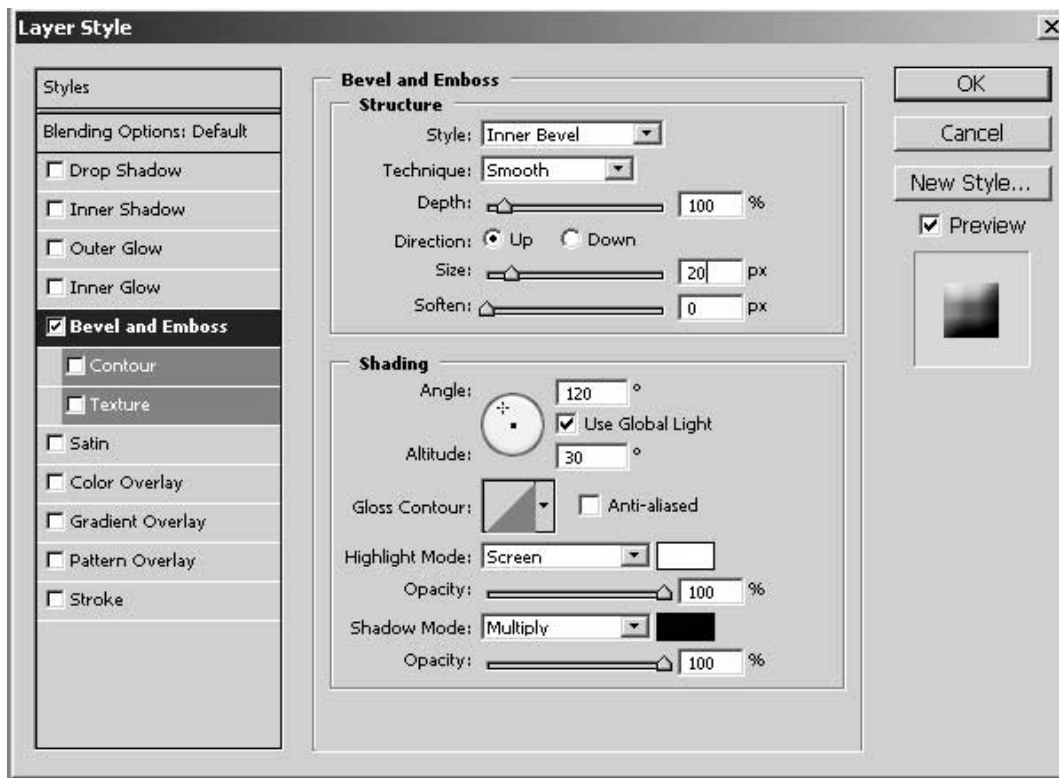 Layer Style
Styles
Blending Options: Default
Drop Shadow
Inner Shadow
Outer Glow
Inner Glow
Bevel and Emboss
Contour
Texture
Satin
Color Overlay
Gradient Overlay
Pattern Overlay
Stroke
Bevel and Emboss
Structure
Style: Inner Bevel
Technique: Smooth
Depth: 100 %
Direction: Up Down
Size: 20 px
Soften: 0 px
Shading
Angle: 120 °
Use Global Light
Altitude: 30 °
Gloss Contour: Anti-aliased
Highlight Mode: Screen
Opacity: 100 %
Shadow Mode: Multiply
Opacity: 100 %
OK
Cancel
New Style...
Preview